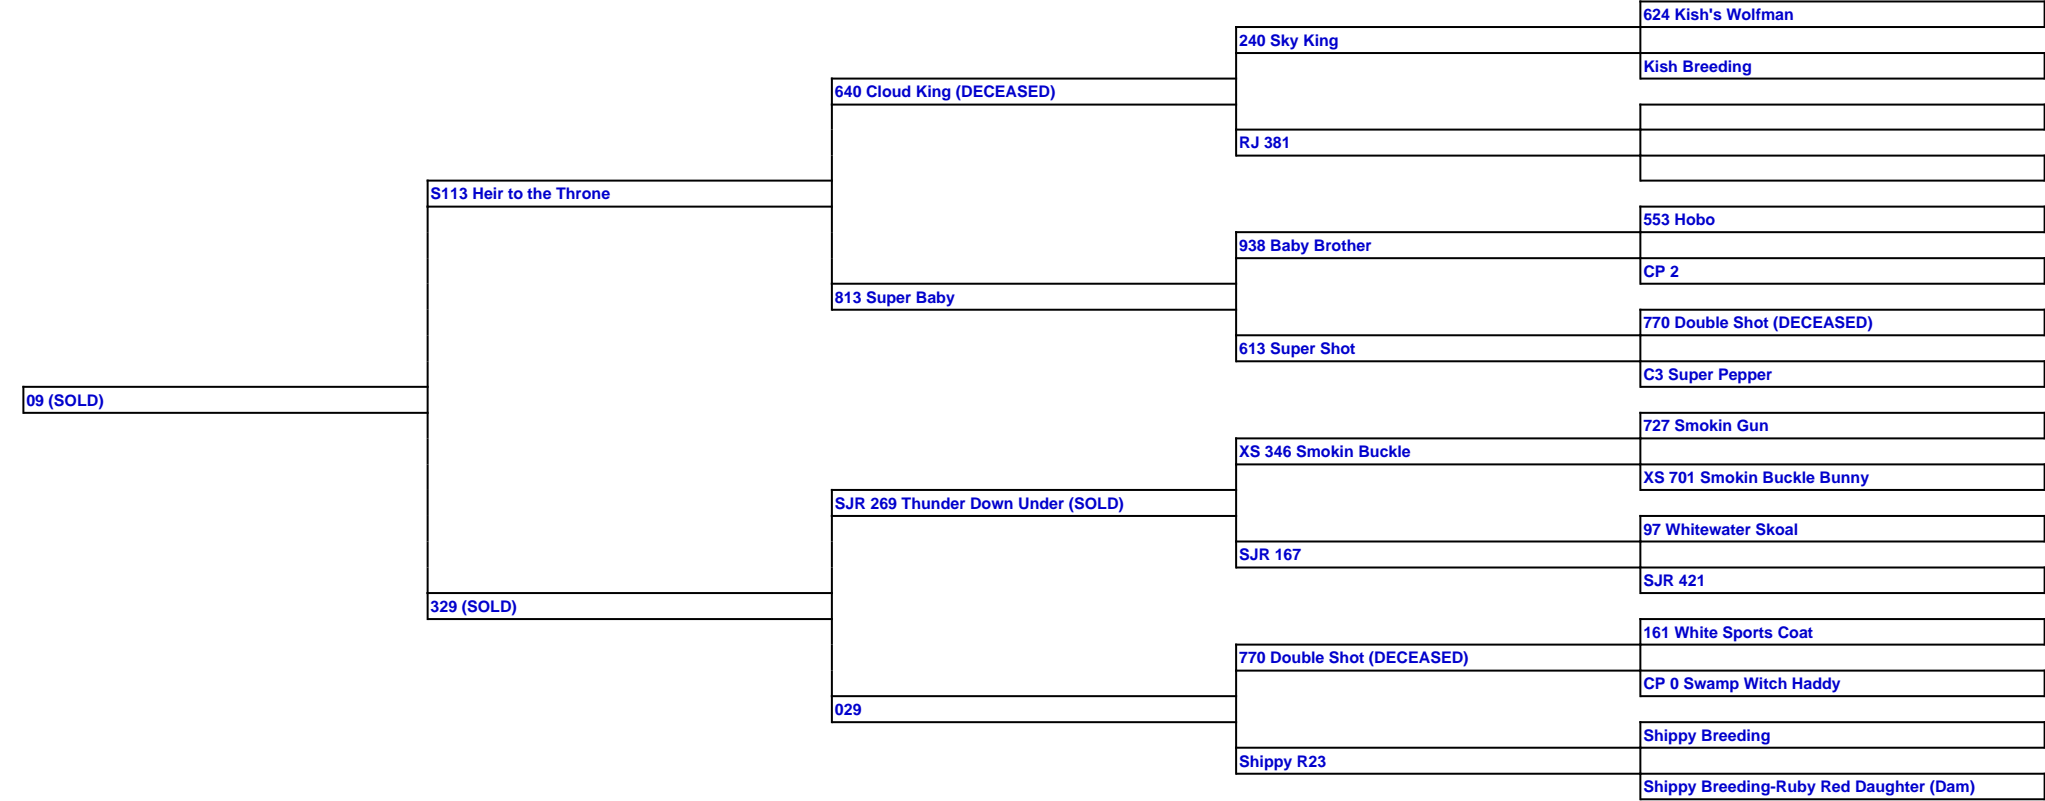 624 Kish's Wolfman
240 Sky King
Kish Breeding
640 Cloud King (DECEASED)
RJ 381
S113 Heir to the Throne
553 Hobo
938 Baby Brother
CP 2
813 Super Baby
770 Double Shot (DECEASED)
613 Super Shot
C3 Super Pepper
09 (SOLD)
727 Smokin Gun
XS 346 Smokin Buckle
XS 701 Smokin Buckle Bunny
SJR 269 Thunder Down Under (SOLD)
97 Whitewater Skoal
SJR 167
SJR 421
329 (SOLD)
161 White Sports Coat
770 Double Shot (DECEASED)
CP 0 Swamp Witch Haddy
029
Shippy Breeding
Shippy R23
Shippy Breeding-Ruby Red Daughter (Dam)